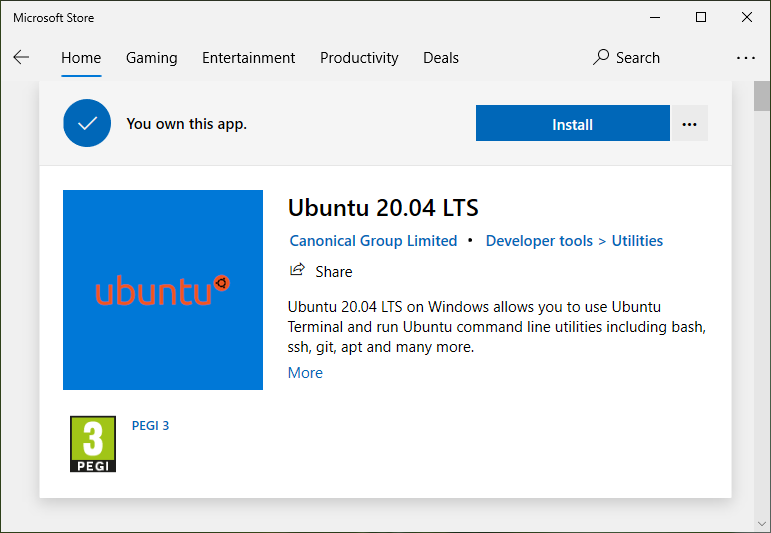 Microsoft Store
Home Gaming Entertainment Productivity Deals Search
You own this app. Install
ubuntu
Ubuntu 20.04 LTS
Canonical Group Limited • Developer tools > Utilities
Share
Ubuntu 20.04 LTS on Windows allows you to use Ubuntu
Terminal and run Ubuntu command line utilities including bash,
ssh, git, apt and many more.
More
3
PEGI
PEGI 3